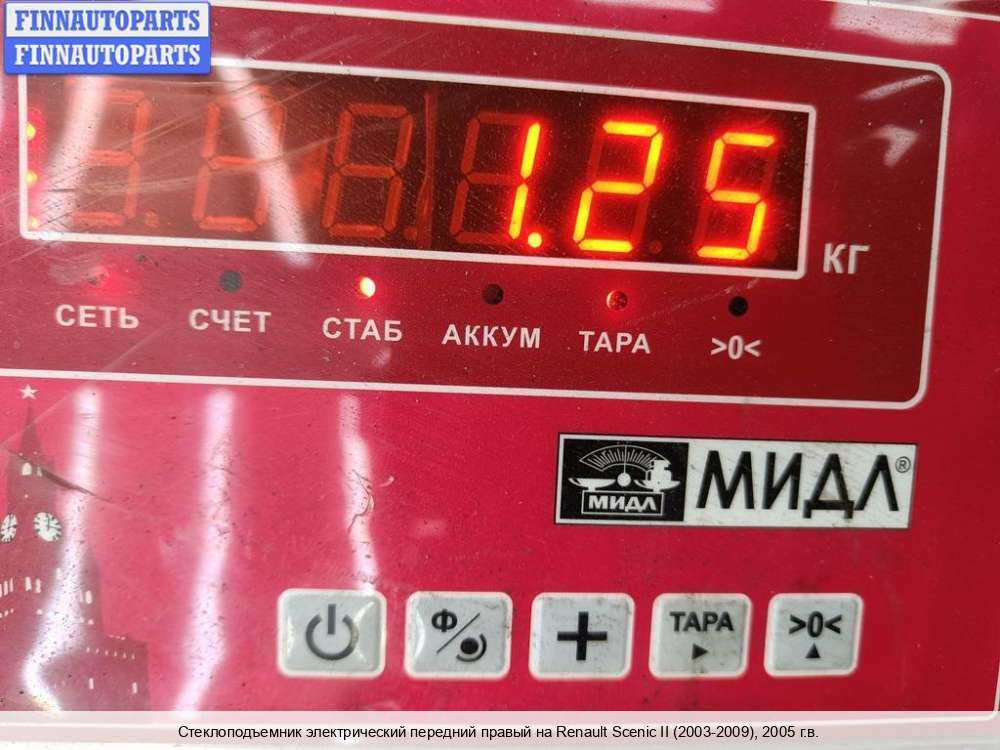 FINNAUTOPARTS
FINNAUTOPARTS
1.25
КГ
СЕТЬ СЧЕТ СТАБ АККУМ ТАРА >0<
МИДЛ МИДЛ®
Ф ТАРА >0<
Стеклоподъемник электрический передний правый на Renault Scenic II (2003-2009), 2005 г.в.